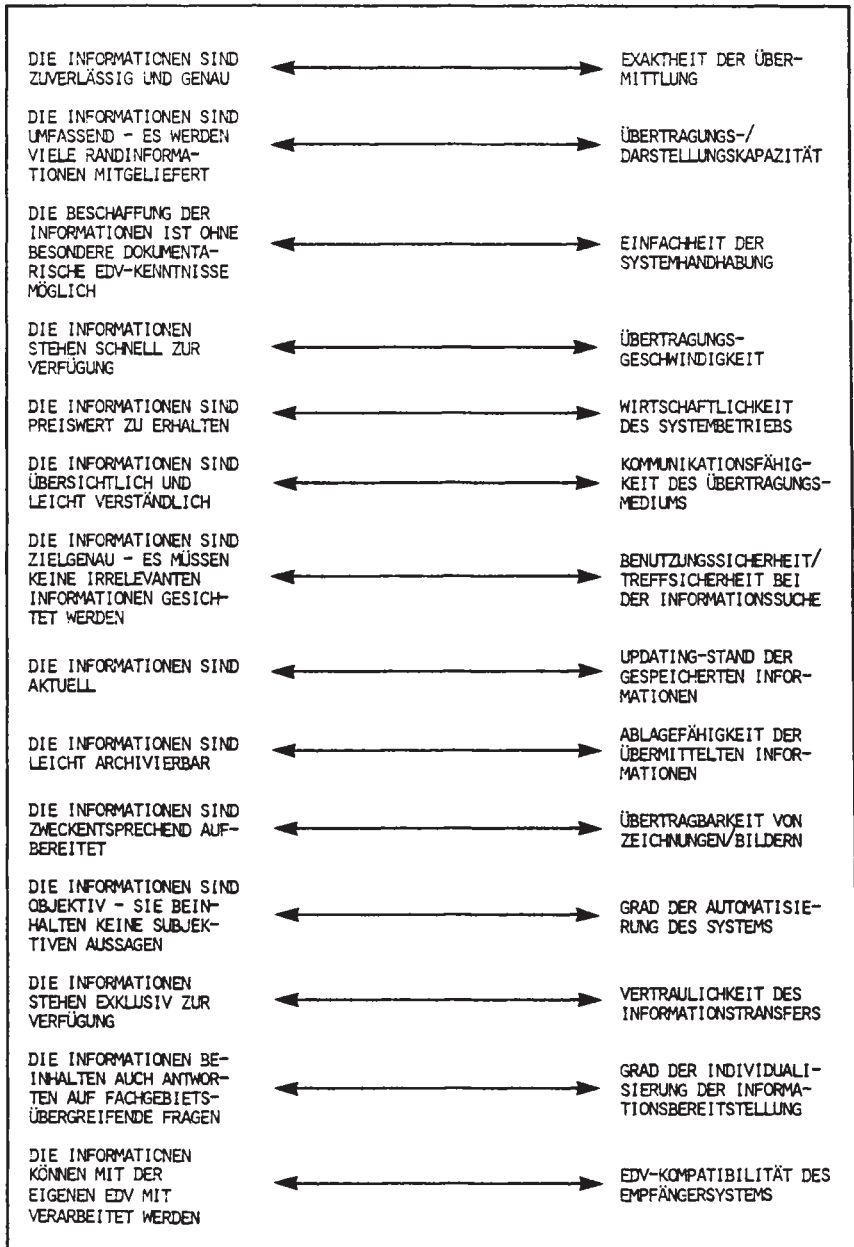 DIE INFORMATIONEN SIND
ZUVERLÄSSIG UND GENAU
EXAKTHEIT DER ÜBER-
MITTLUNG
DIE INFORMATIONEN SIND
UMFASSEND - ES WERDEN
VIELE RANDINFORMA-
TIONEN MITGELIEFERT
ÜBERTRAGUNGS-/
DARSTELLUNGSKAPAZITÄT
DIE BESCHAFFUNG DER
INFORMATIONEN IST OHNE
BESONDERE DOKUMENTA-
RISCHE EDV-KENNTNISSE
MÖGLICH
EINFACHHEIT DER
SYSTEMHANDHABUNG
DIE INFORMATIONEN
STEHEN SCHNELL ZUR
VERFÜGUNG
ÜBERTRAGUNGS-
GESCHWINDIGKEIT
DIE INFORMATIONEN SIND
PREISWERT ZU ERHALTEN
WIRTSCHAFTLICHKEIT
DES SYSTEMBETRIEBS
DIE INFORMATIONEN SIND
ÜBERSICHTLICH UND
LEICHT VERSTÄNDLICH
KOMMUNIKATIONSFÄHIG-
KEIT DES ÜBERTRAGUNGS-
MEDIUMS
DIE INFORMATIONEN SIND
ZIELGENAU - ES MÜSSEN
KEINE IRRELEVANTEN
INFORMATIONEN GESICH-
TET WERDEN
BENUTZUNGSSICHERHEIT/
TREFFSICHERHEIT BEI
DER INFORMATIONSSUCHE
DIE INFORMATIONEN SIND
AKTUELL
UPDATING-STAND DER
GESPEICHERTEN INFOR-
MATIONEN
DIE INFORMATIONEN SIND
LEICHT ARCHIVIERBAR
ABLAGEFÄHIGKEIT DER
ÜBERMITTELTEN INFOR-
MATIONEN
DIE INFORMATIONEN SIND
ZWECKENTSPRECHEND AUF-
BEREITET
ÜBERTRAGBARKEIT VON
ZEICHNUNGEN/BILDERN
DIE INFORMATIONEN SIND
OBJEKTIV - SIE BEIN-
HALTEN KEINE SUBJEK-
TIVEN AUSSAGEN
GRAD DER AUTOMATISIE-
RUNG DES SYSTEMS
DIE INFORMATIONEN
STEHEN EXKLUSIV ZUR
VERFÜGUNG
VERTRAULICHKEIT DES
INFORMATIONSTRANSFERS
DIE INFORMATIONEN BE-
INHALTEN AUCH ANTWOR-
TEN AUF FACHGEBIETS-
ÜBERGREIFENDE FRAGEN
GRAD DER INDIVIDUALI-
SIERUNG DER INFORMA-
TIONSBEREITSTELLUNG
DIE INFORMATIONEN
KÖNNEN MIT DER
EIGENEN EDV MIT
VERARBEITET WERDEN
EDV-KOMPATIBILITÄT DES
EMPFÄNGERSYSTEMS